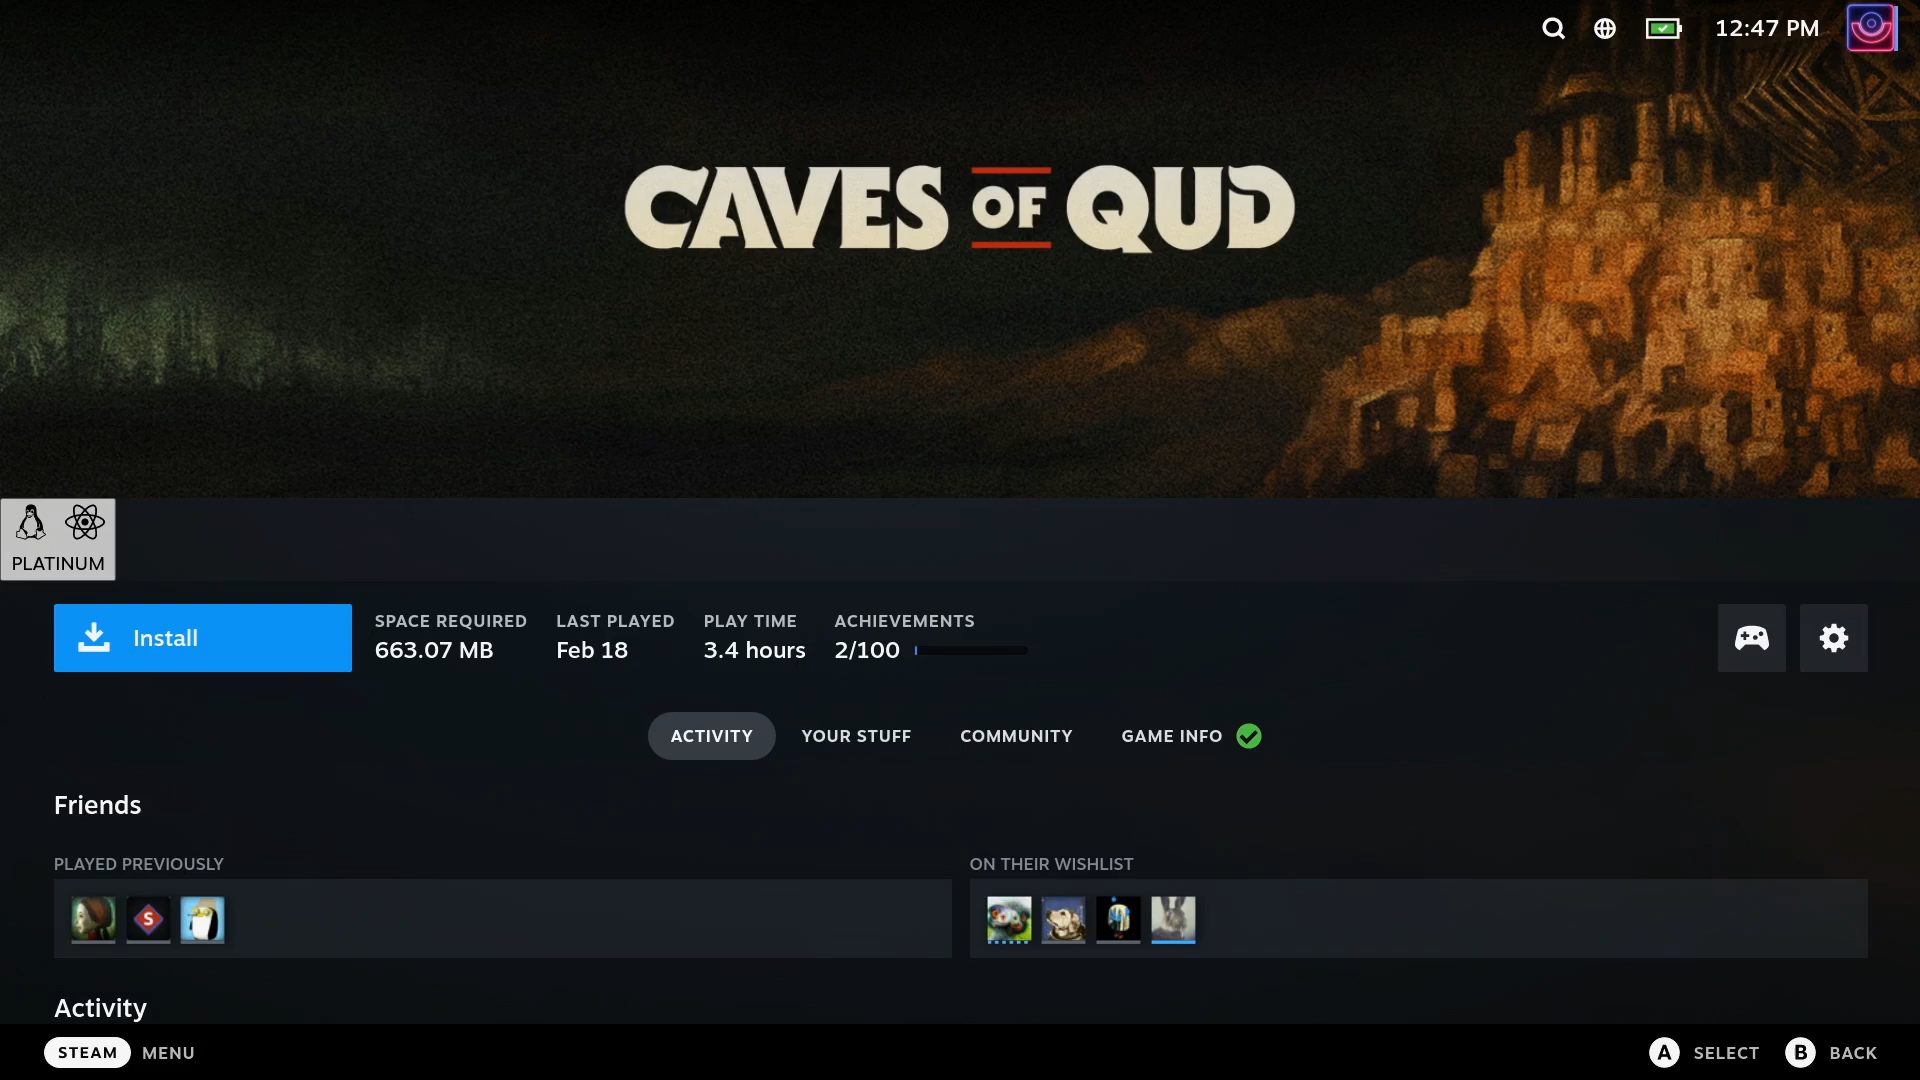 12:47 PM
CAVES OF QUD
PLATINUM
Install
SPACE REQUIRED
663.07 MB
LAST PLAYED
Feb 18
PLAY TIME
3.4 hours
ACHIEVEMENTS
2/100
ACTIVITY
YOUR STUFF
COMMUNITY
GAME INFO
Friends
PLAYED PREVIOUSLY
ON THEIR WISHLIST
S
Activity
STEAM MENU
A SELECT B BACK